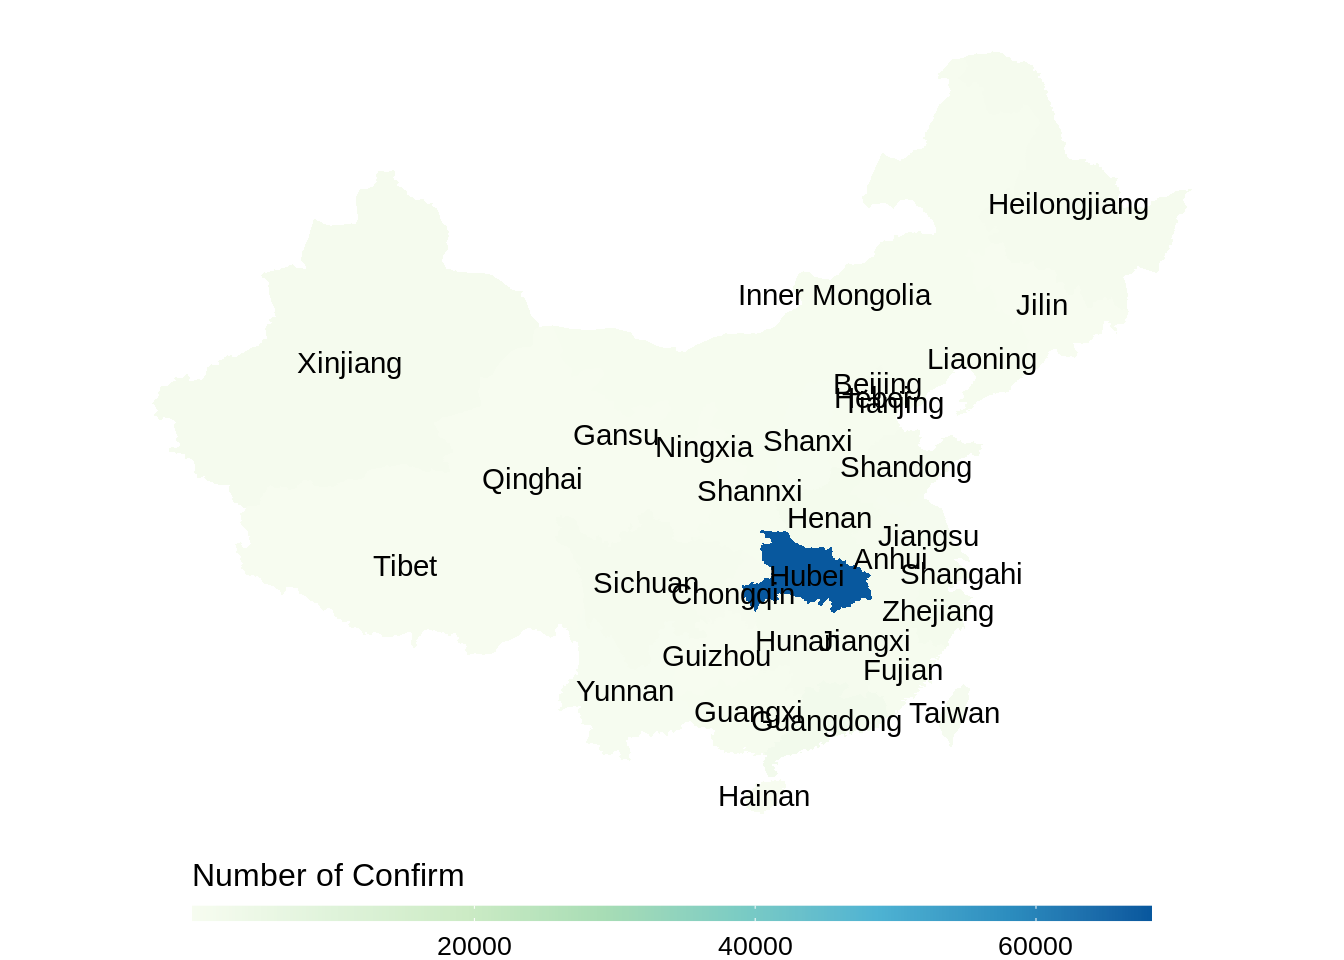 Heilongjiang
Inner Mongolia
Jilin
Liaoning
Xinjiang
Beijing
Hebei
Tianjing
Gansu
Ningxia
Shanxi
Shandong
Qinghai
Shannxi
Henan
Jiangsu
Anhui
Tibet
Shangahi
Hubei
Sichuan
Chongqin
Zhejiang
Hunan
Jiangxi
Guizhou
Fujian
Yunnan
Guangxi
Guangdong
Taiwan
Hainan
Number of Confirm
20000 40000 60000